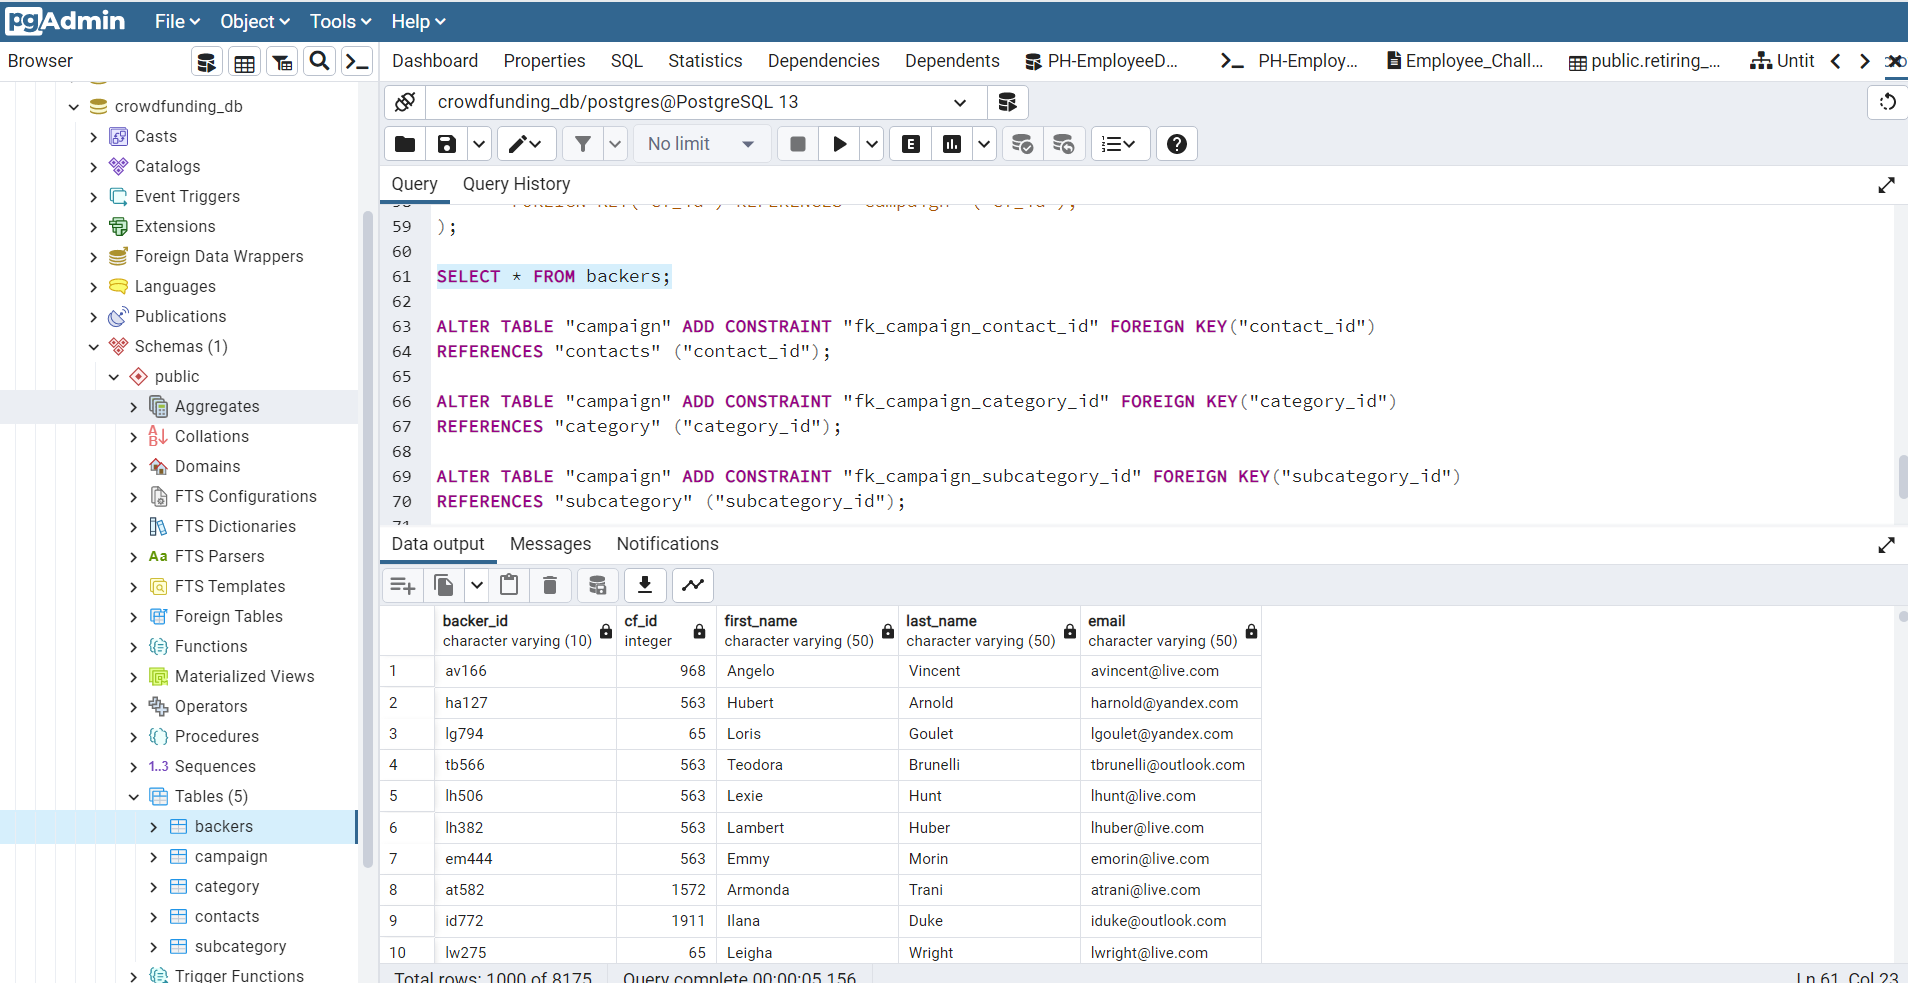 pgAdmin File Object Tools Help
Browser
Dashboard Properties SQL Statistics Dependencies Dependents PH-EmployeeD... PH-Employ... Employee_Chall... public.retiring_... Untit
crowdfunding_db/postgres@PostgreSQL 13
No limit
Query Query History
crowdfunding_db
Casts
Catalogs
Event Triggers
Extensions
Foreign Data Wrappers
Languages
Publications
Schemas (1)
public
Aggregates
Collations
Domains
FTS Configurations
FTS Dictionaries
Aa FTS Parsers
FTS Templates
Foreign Tables
Functions
Materialized Views
Operators
Procedures
1..3 Sequences
Tables (5)
backers
campaign
category
contacts
subcategory
Trigger Functions
58 FOREIGN KEY("cf_id") REFERENCES "campaign" ("cf_id");
59 );
60
61 SELECT * FROM backers;
62
63 ALTER TABLE "campaign" ADD CONSTRAINT "fk_campaign_contact_id" FOREIGN KEY("contact_id")
64 REFERENCES "contacts" ("contact_id");
65
66 ALTER TABLE "campaign" ADD CONSTRAINT "fk_campaign_category_id" FOREIGN KEY("category_id")
67 REFERENCES "category" ("category_id");
68
69 ALTER TABLE "campaign" ADD CONSTRAINT "fk_campaign_subcategory_id" FOREIGN KEY("subcategory_id")
70 REFERENCES "subcategory" ("subcategory_id");
71
Data output Messages Notifications
backer_id cf_id first_name last_name email
character varying (10) integer character varying (50) character varying (50) character varying (50)
1 av166 968 Angelo Vincent avincent@live.com
2 ha127 563 Hubert Arnold harnold@yandex.com
3 lg794 65 Loris Goulet lgoulet@yandex.com
4 tb566 563 Teodora Brunelli tbrunelli@outlook.com
5 lh506 563 Lexie Hunt lhunt@live.com
6 lh382 563 Lambert Huber lhuber@live.com
7 em444 563 Emmy Morin emorin@live.com
8 at582 1572 Armonda Trani atrani@live.com
9 id772 1911 Ilana Duke iduke@outlook.com
10 lw275 65 Leigha Wright lwright@live.com
Total rows: 1000 of 8175 Query complete 00:00:05.156 Ln 61, Col 23